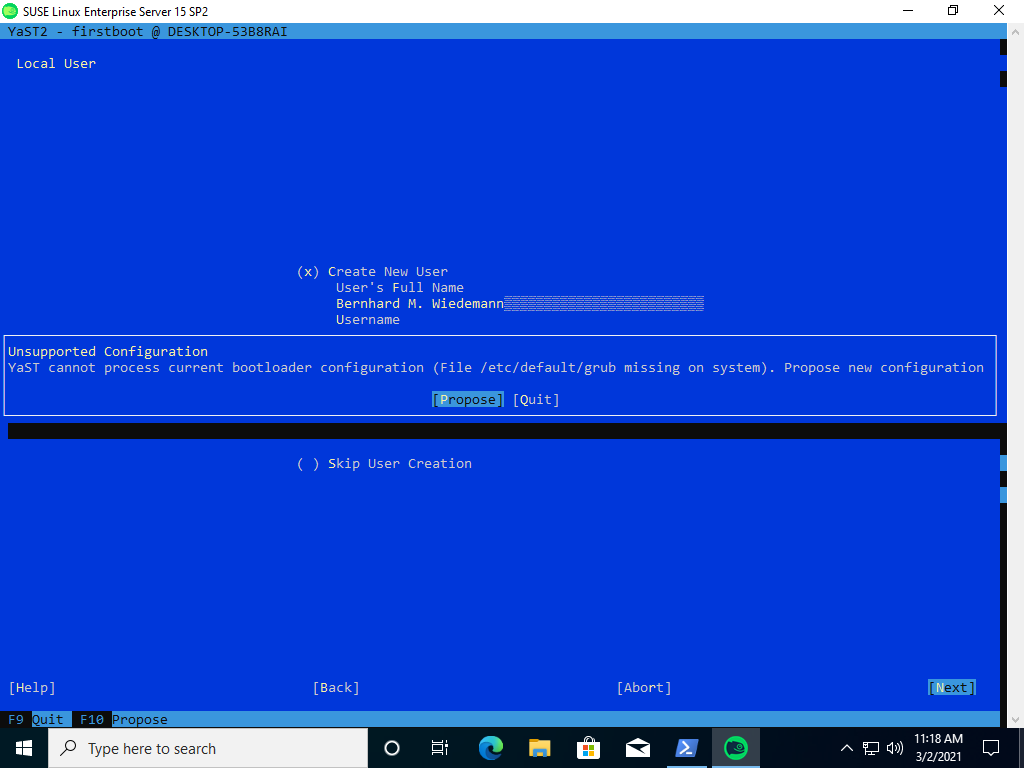 SUSE Linux Enterprise Server 15 SP2
YaST2 - firstboot @ DESKTOP-53B8RAI
Local User
(x) Create New User
User's Full Name
Bernhard M. Wiedemann
Username
Unsupported Configuration
YaST cannot process current bootloader configuration (File /etc/default/grub missing on system). Propose new configuration
[Propose] [Quit]
( ) Skip User Creation
[Help] [Back] [Abort] [Next]
F9 Quit F10 Propose
Type here to search
11:18 AM
3/2/2021